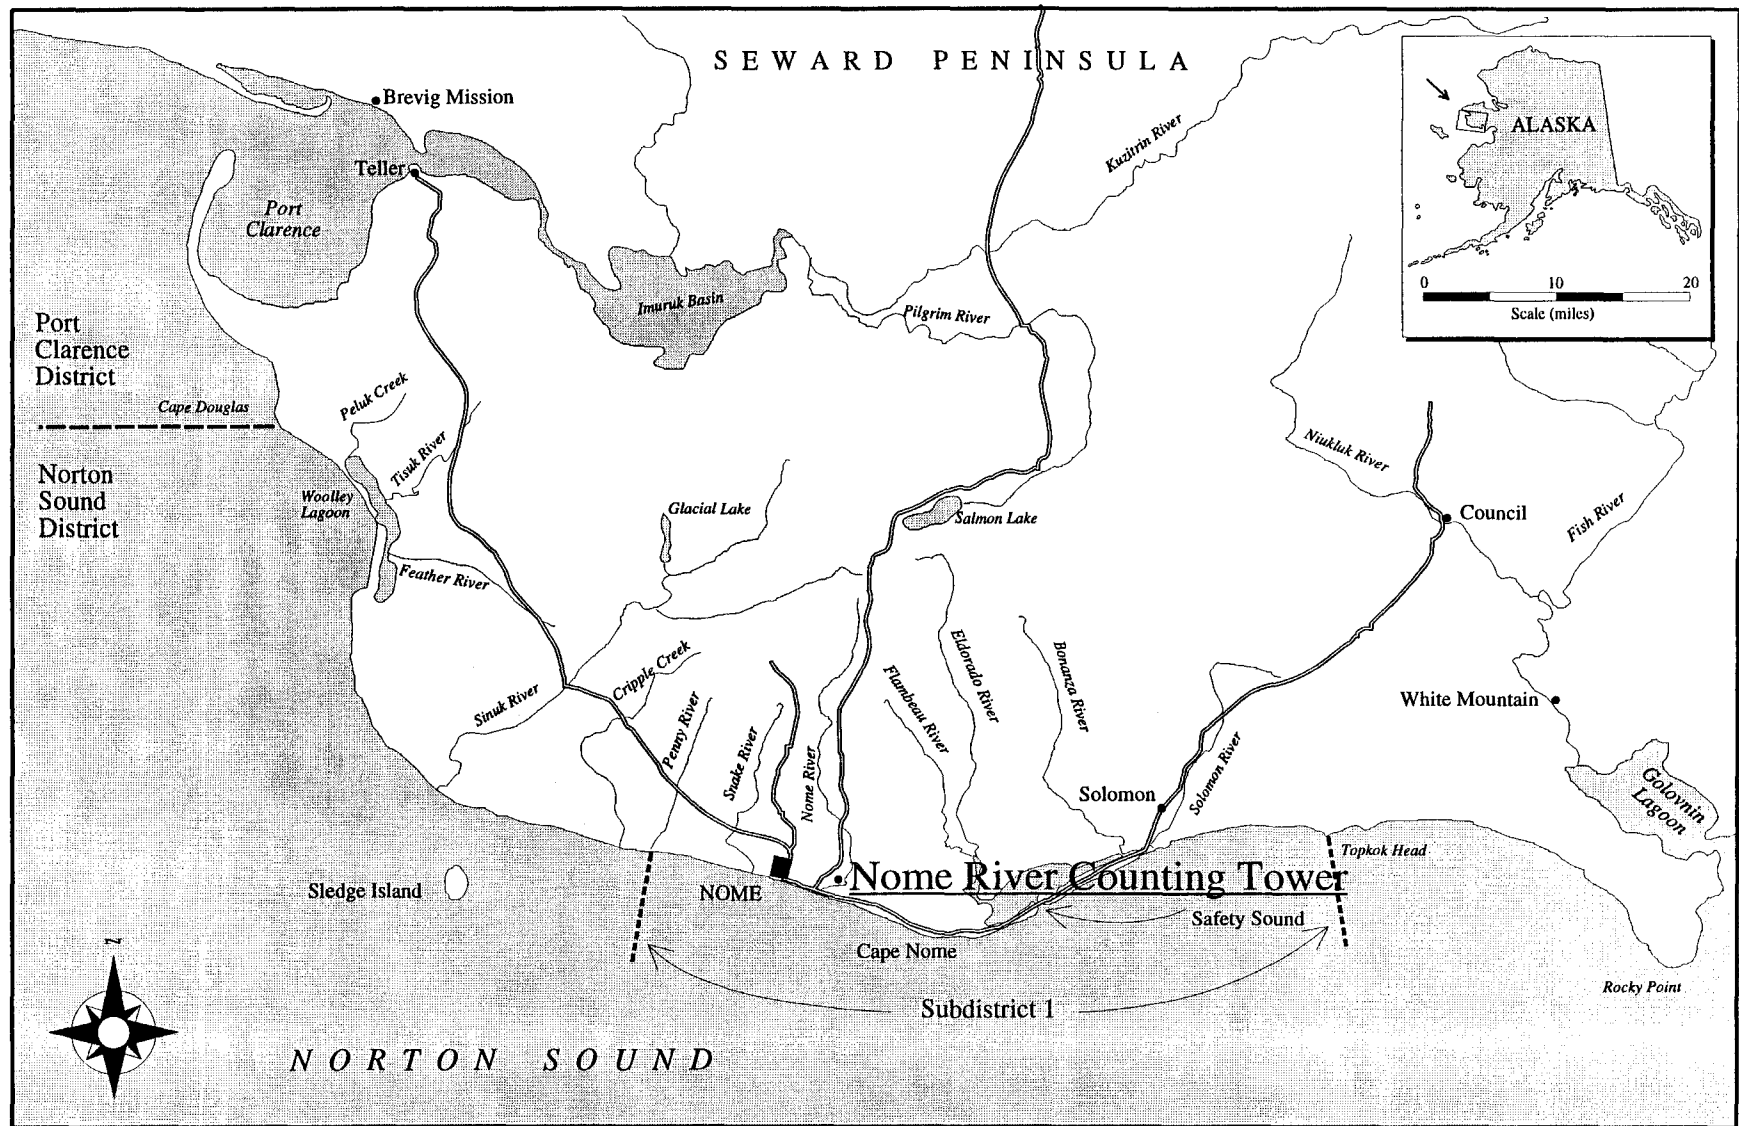 SEWARD PENINSULA
Brevig Mission
Teller
Port
Clarence
Kuzitrin River
ALASKA
0 10 20
Scale (miles)
Imuruk Basin
Pilgrim River
Port
Clarence
District
Cape Douglas
Peluk Creek
Tisuk River
Norton
Sound
District
Woolley
Lagoon
Glacial Lake
Salmon Lake
Niukluk River
Council
Fish River
Feather River
Sinuk River
Cripple Creek
Penny River
Snake River
Nome River
Flambeau River
Eldorado River
Bonanza River
Solomon
Solomon River
White Mountain
Golovnin
Lagoon
Topkok Head
Sledge Island
NOME
Nome River Counting Tower
Safety Sound
Cape Nome
Rocky Point
Subdistrict 1
Z
NORTON SOUND